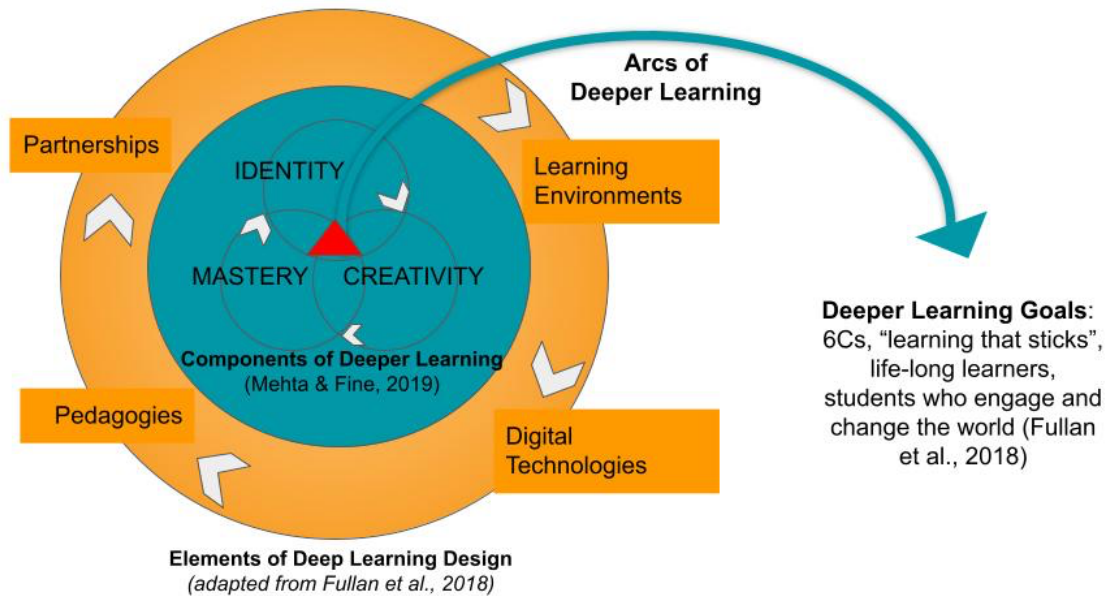 Arcs of
Deeper Learning
Partnerships
IDENTITY
Learning
Environments
MASTERY
CREATIVITY
Components of Deeper Learning
(Mehta & Fine, 2019)
Pedagogies
Digital
Technologies
Deeper Learning Goals:
6Cs, “learning that sticks”,
life-long learners,
students who engage and
change the world (Fullan
et al., 2018)
Elements of Deep Learning Design
(adapted from Fullan et al., 2018)